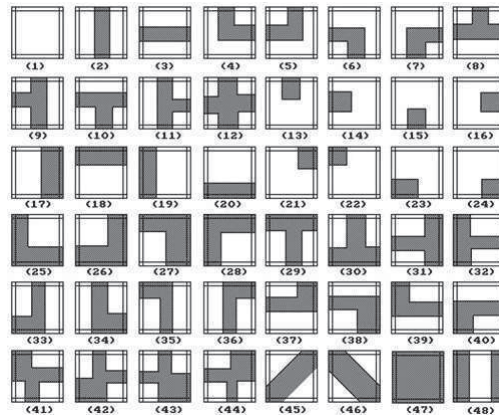 (1) (2) (3) (4) (5) (6) (7) (8)
(9) (10) (11) (12) (13) (14) (15) (16)
(17) (18) (19) (20) (21) (22) (23) (24)
(25) (26) (27) (28) (29) (30) (31) (32)
(33) (34) (35) (36) (37) (38) (39) (40)
(41) (42) (43) (44) (45) (46) (47) (48)